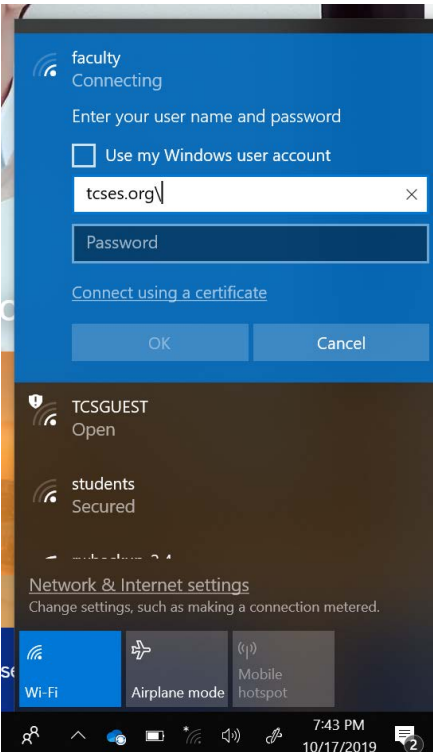 faculty
Connecting
Enter your user name and password
Use my Windows user account
tcses.org\
Password
Connect using a certificate
OK
Cancel
TCSGUEST
Open
students
Secured
Network & Internet settings
Change settings, such as making a connection metered.
Wi-Fi
Airplane mode
Mobile
hotspot
7:43 PM
10/17/2019
2